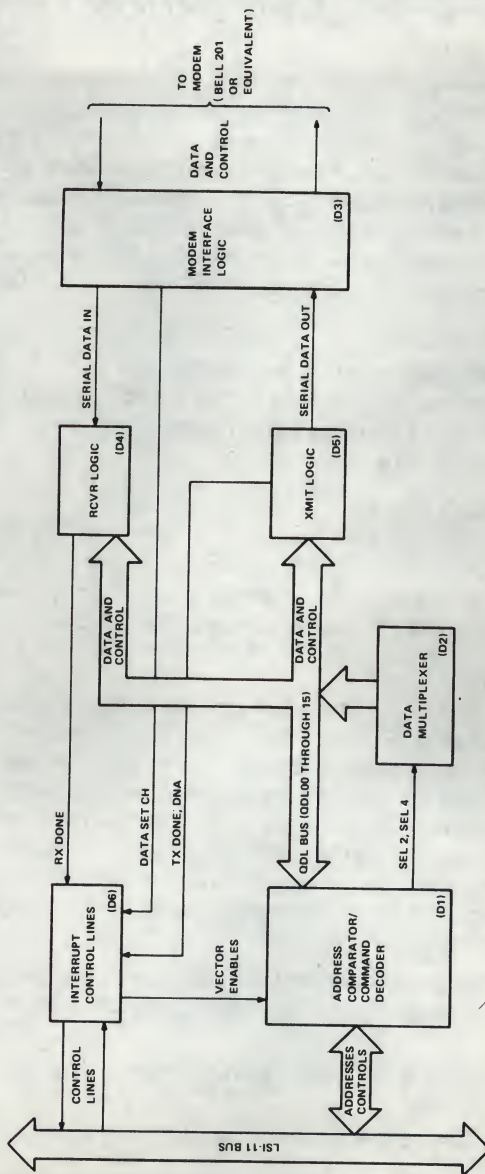 LSI-11 BUS
CONTROL
LINES
INTERRUPT
CONTROL LINES
(D6)
RX DONE
DATA SET CH
TX DONE, DNA
VECTOR
ENABLES
ADDRESSES
CONTROLS
ADDRESS
COMPARATOR/
COMMAND
DECODER
(D1)
QDL BUS (QDL00 THROUGH 15)
SEL 2, SEL 4
DATA
MULTIPLEXER
(D2)
DATA AND
CONTROL
DATA AND
CONTROL
RCVR LOGIC
(D4)
XMIT LOGIC
(D5)
SERIAL DATA IN
SERIAL DATA OUT
MODEM
INTERFACE
LOGIC
(D3)
DATA
AND
CONTROL
TO
MODEM
(BELL 201
OR
EQUIVALENT)